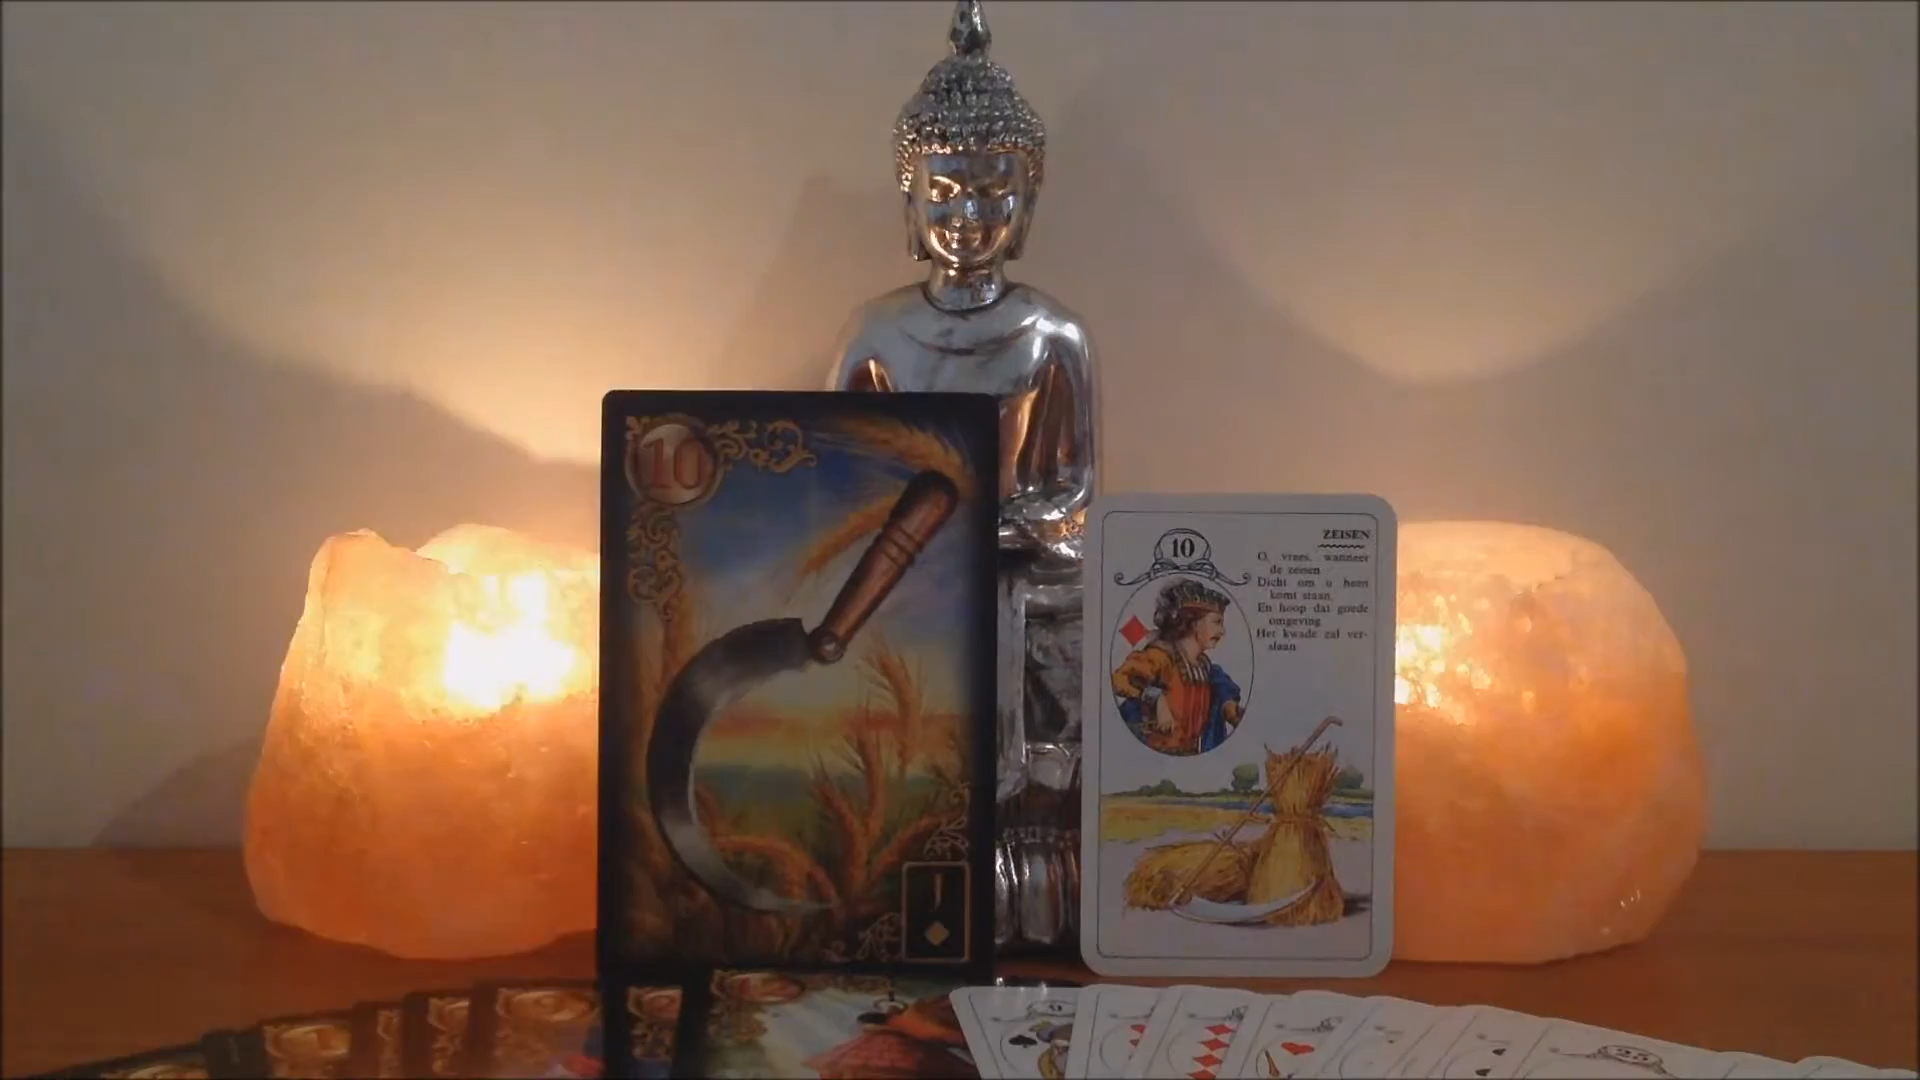 10
J
10
ZEISEN
O, vrees, wanneer
de zeisen
Dicht om u heen
komt staan,
En hoop dat goede
omgeving
Het kwade zal ver-
slaan
25